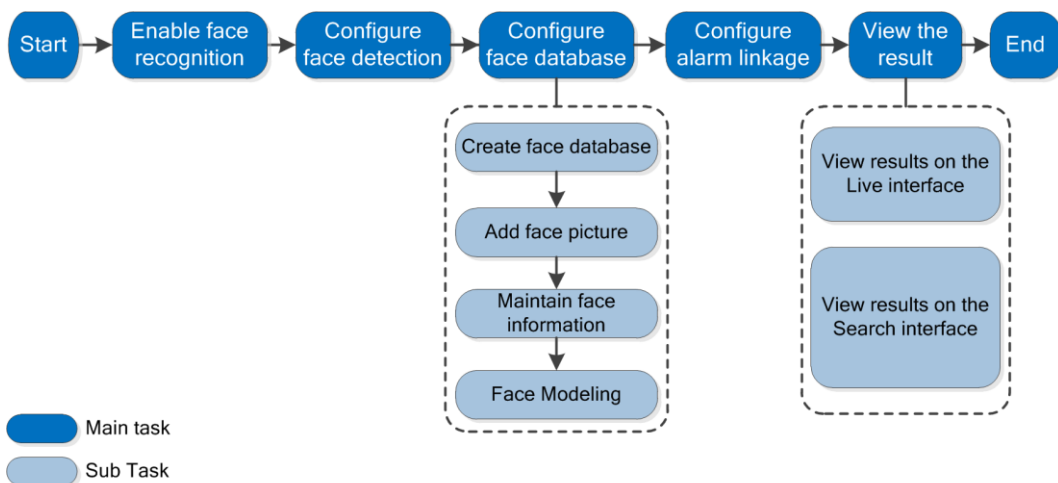 Start
Enable face
recognition
Configure
face detection
Configure
face database
Configure
alarm linkage
View the
result
End
Create face database
Add face picture
Maintain face
information
Face Modeling
View results on the
Live interface
View results on the
Search interface
Main task
Sub Task